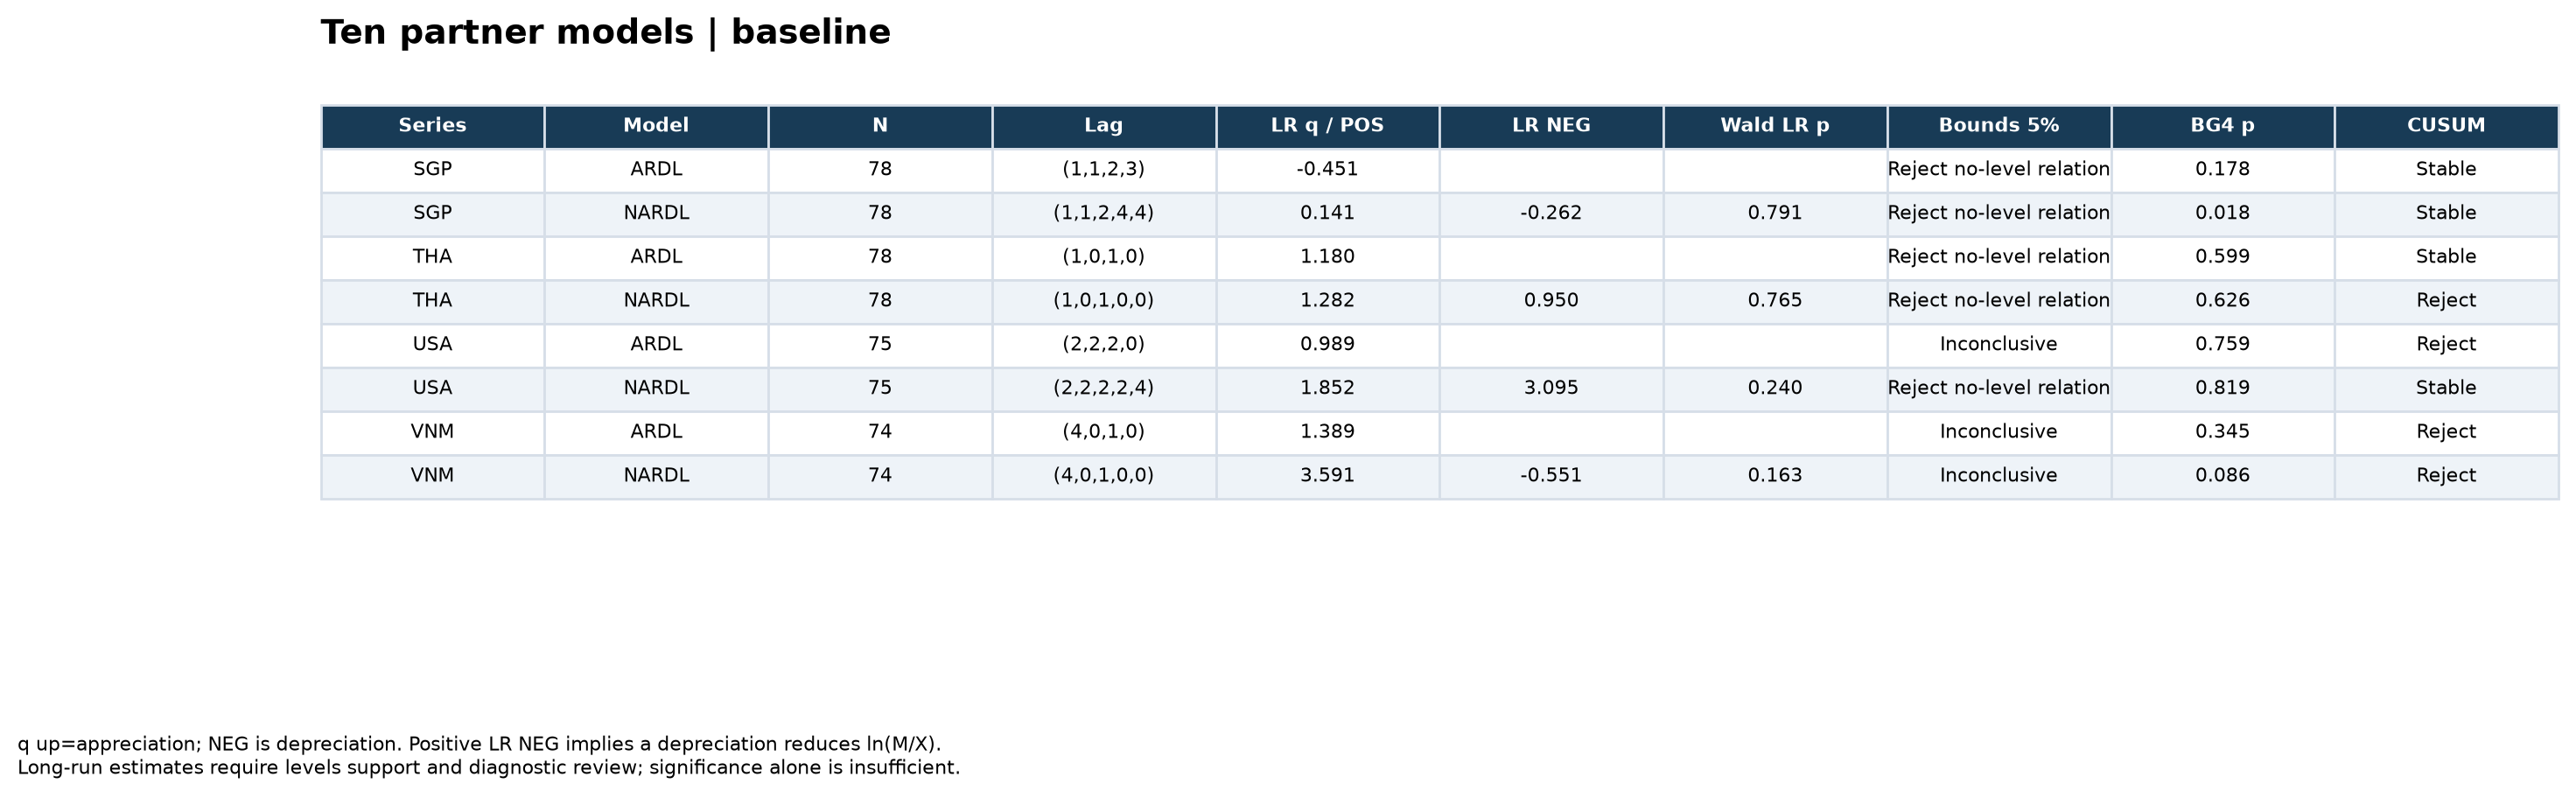 Ten partner models | baseline
Series Model N Lag LR q / POS LR NEG Wald LR p Bounds 5% BG4 p CUSUM
SGP ARDL 78 (1,1,2,3) -0.451 Reject no-level relation 0.178 Stable
SGP NARDL 78 (1,1,2,4,4) 0.141 -0.262 0.791 Reject no-level relation 0.018 Stable
THA ARDL 78 (1,0,1,0) 1.180 Reject no-level relation 0.599 Stable
THA NARDL 78 (1,0,1,0,0) 1.282 0.950 0.765 Reject no-level relation 0.626 Reject
USA ARDL 75 (2,2,2,0) 0.989 Inconclusive 0.759 Reject
USA NARDL 75 (2,2,2,2,4) 1.852 3.095 0.240 Reject no-level relation 0.819 Stable
VNM ARDL 74 (4,0,1,0) 1.389 Inconclusive 0.345 Reject
VNM NARDL 74 (4,0,1,0,0) 3.591 -0.551 0.163 Inconclusive 0.086 Reject
q up=appreciation; NEG is depreciation. Positive LR NEG implies a depreciation reduces ln(M/X).
Long-run estimates require levels support and diagnostic review; significance alone is insufficient.